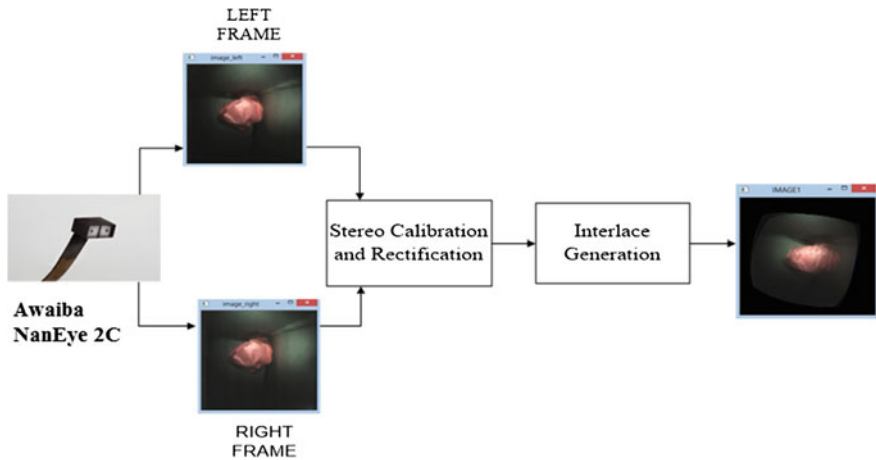 LEFT
FRAME
image_left
Awaiba
NanEye 2C
image_right
RIGHT
FRAME
Stereo Calibration
and Rectification
Interlace
Generation
IMAGE1